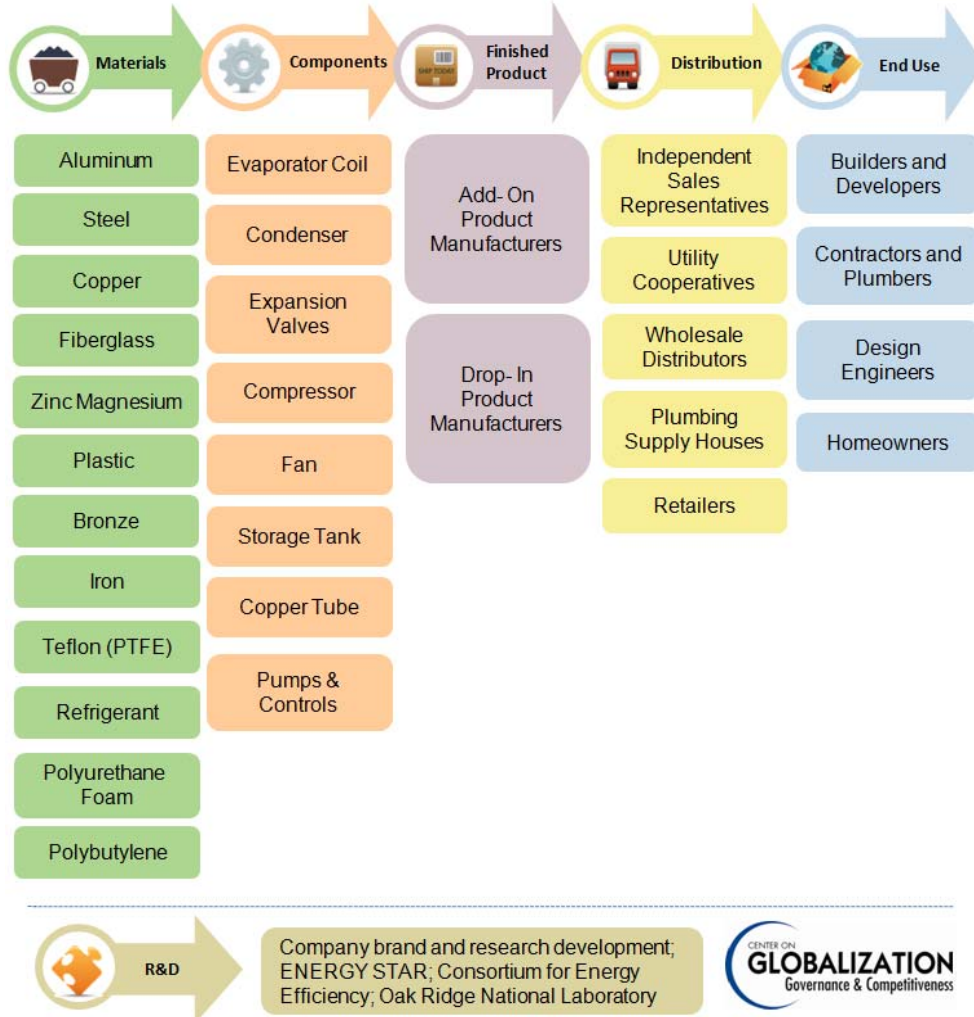 Materials
Components
Finished
Product
Distribution
End Use
SHIP TODAY
Aluminum
Steel
Copper
Fiberglass
Zinc Magnesium
Plastic
Bronze
Iron
Teflon (PTFE)
Refrigerant
Polyurethane
Foam
Polybutylene
Evaporator Coil
Condenser
Expansion
Valves
Compressor
Fan
Storage Tank
Copper Tube
Pumps &
Controls
Add- On
Product
Manufacturers
Drop- In
Product
Manufacturers
Independent
Sales
Representatives
Utility
Cooperatives
Wholesale
Distributors
Plumbing
Supply Houses
Retailers
Builders and
Developers
Contractors and
Plumbers
Design
Engineers
Homeowners
R&D
Company brand and research development;
ENERGY STAR; Consortium for Energy
Efficiency; Oak Ridge National Laboratory
CENTER ON
GLOBALIZATION
Governance & Competitiveness